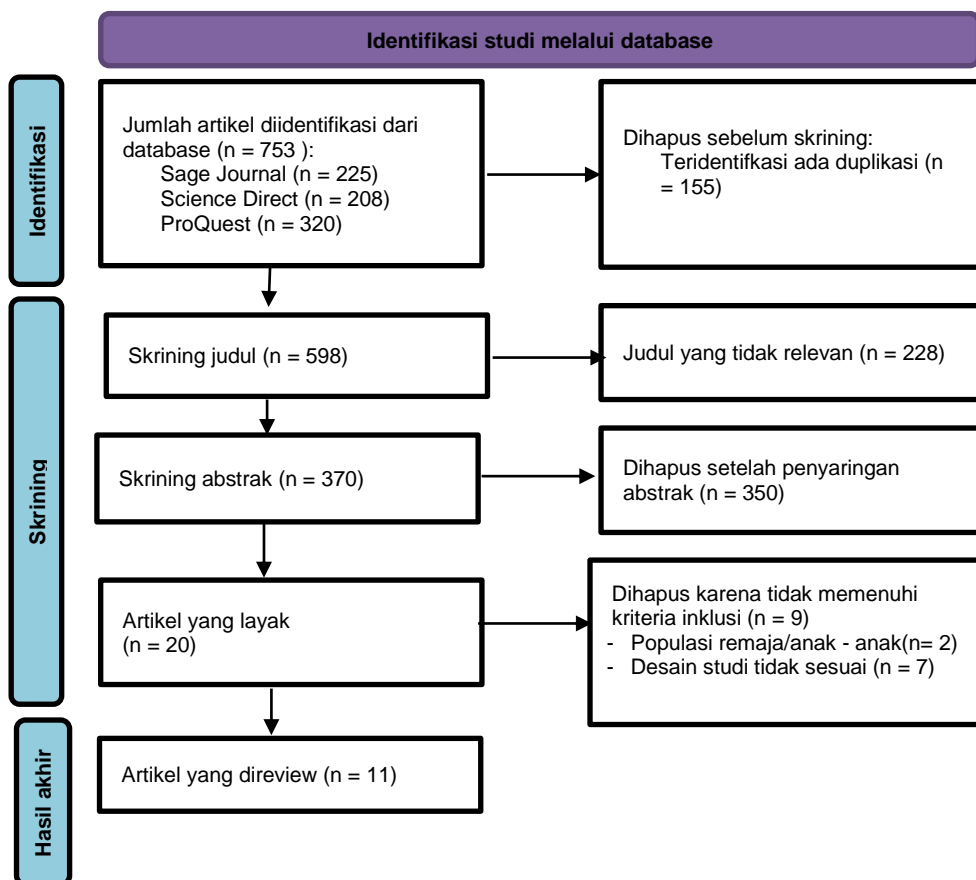 Identifikasi studi melalui database
Identifikasi
Jumlah artikel diidentifikasi dari
database (n = 753 ):
Sage Journal (n = 225)
Science Direct (n = 208)
ProQuest (n = 320)
Dihapus sebelum skrining:
Teridentifkasi ada duplikasi (n
= 155)
Skrining
Skrining judul (n = 598)
Judul yang tidak relevan (n = 228)
Skrining abstrak (n = 370)
Dihapus setelah penyaringan
abstrak (n = 350)
Artikel yang layak
(n = 20)
Dihapus karena tidak memenuhi
kriteria inklusi (n = 9)
- Populasi remaja/anak - anak(n= 2)
- Desain studi tidak sesuai (n = 7)
Hasil akhir
Artikel yang direview (n = 11)